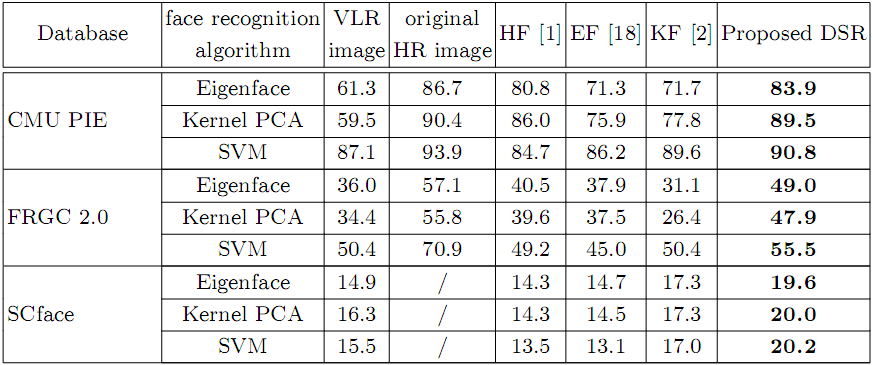 Database face recognition algorithm VLR image original HR image HF [1] EF [18] KF [2] Proposed DSR
CMU PIE Eigenface 61.3 86.7 80.8 71.3 71.7 83.9
Kernel PCA 59.5 90.4 86.0 75.9 77.8 89.5
SVM 87.1 93.9 84.7 86.2 89.6 90.8
FRGC 2.0 Eigenface 36.0 57.1 40.5 37.9 31.1 49.0
Kernel PCA 34.4 55.8 39.6 37.5 26.4 47.9
SVM 50.4 70.9 49.2 45.0 50.4 55.5
SCface Eigenface 14.9 / 14.3 14.7 17.3 19.6
Kernel PCA 16.3 / 14.3 14.5 17.3 20.0
SVM 15.5 / 13.5 13.1 17.0 20.2